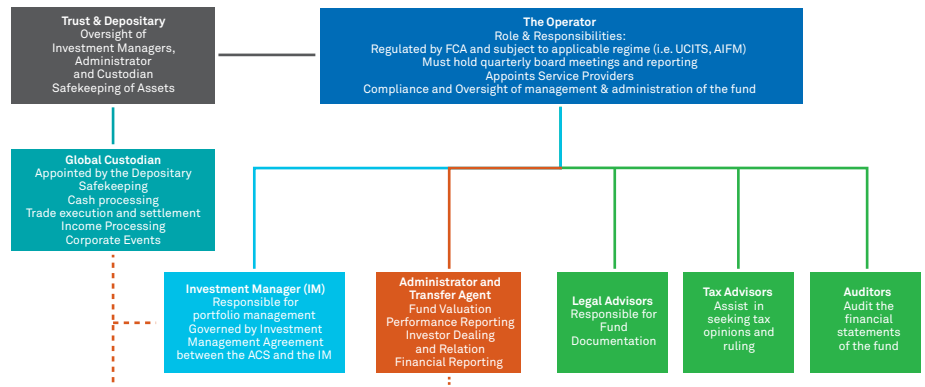 Trust & Depositary
Oversight of
Investment Managers,
Administrator
and Custodian
Safekeeping of Assets
The Operator
Role & Responsibilities:
Regulated by FCA and subject to applicable regime (i.e. UCITS, AIFM)
Must hold quarterly board meetings and reporting
Appoints Service Providers
Compliance and Oversight of management & administration of the fund
Global Custodian
Appointed by the Depositary
Safekeeping
Cash processing
Trade execution and settlement
Income Processing
Corporate Events
Investment Manager (IM)
Responsible for
portfolio management
Governed by Investment
Management Agreement
between the ACS and the IM
Administrator and
Transfer Agent
Fund Valuation
Performance Reporting
Investor Dealing
and Relation
Financial Reporting
Legal Advisors
Responsible for
Fund
Documentation
Tax Advisors
Assist in
seeking tax
opinions and
ruling
Auditors
Audit the
financial
statements
of the fund